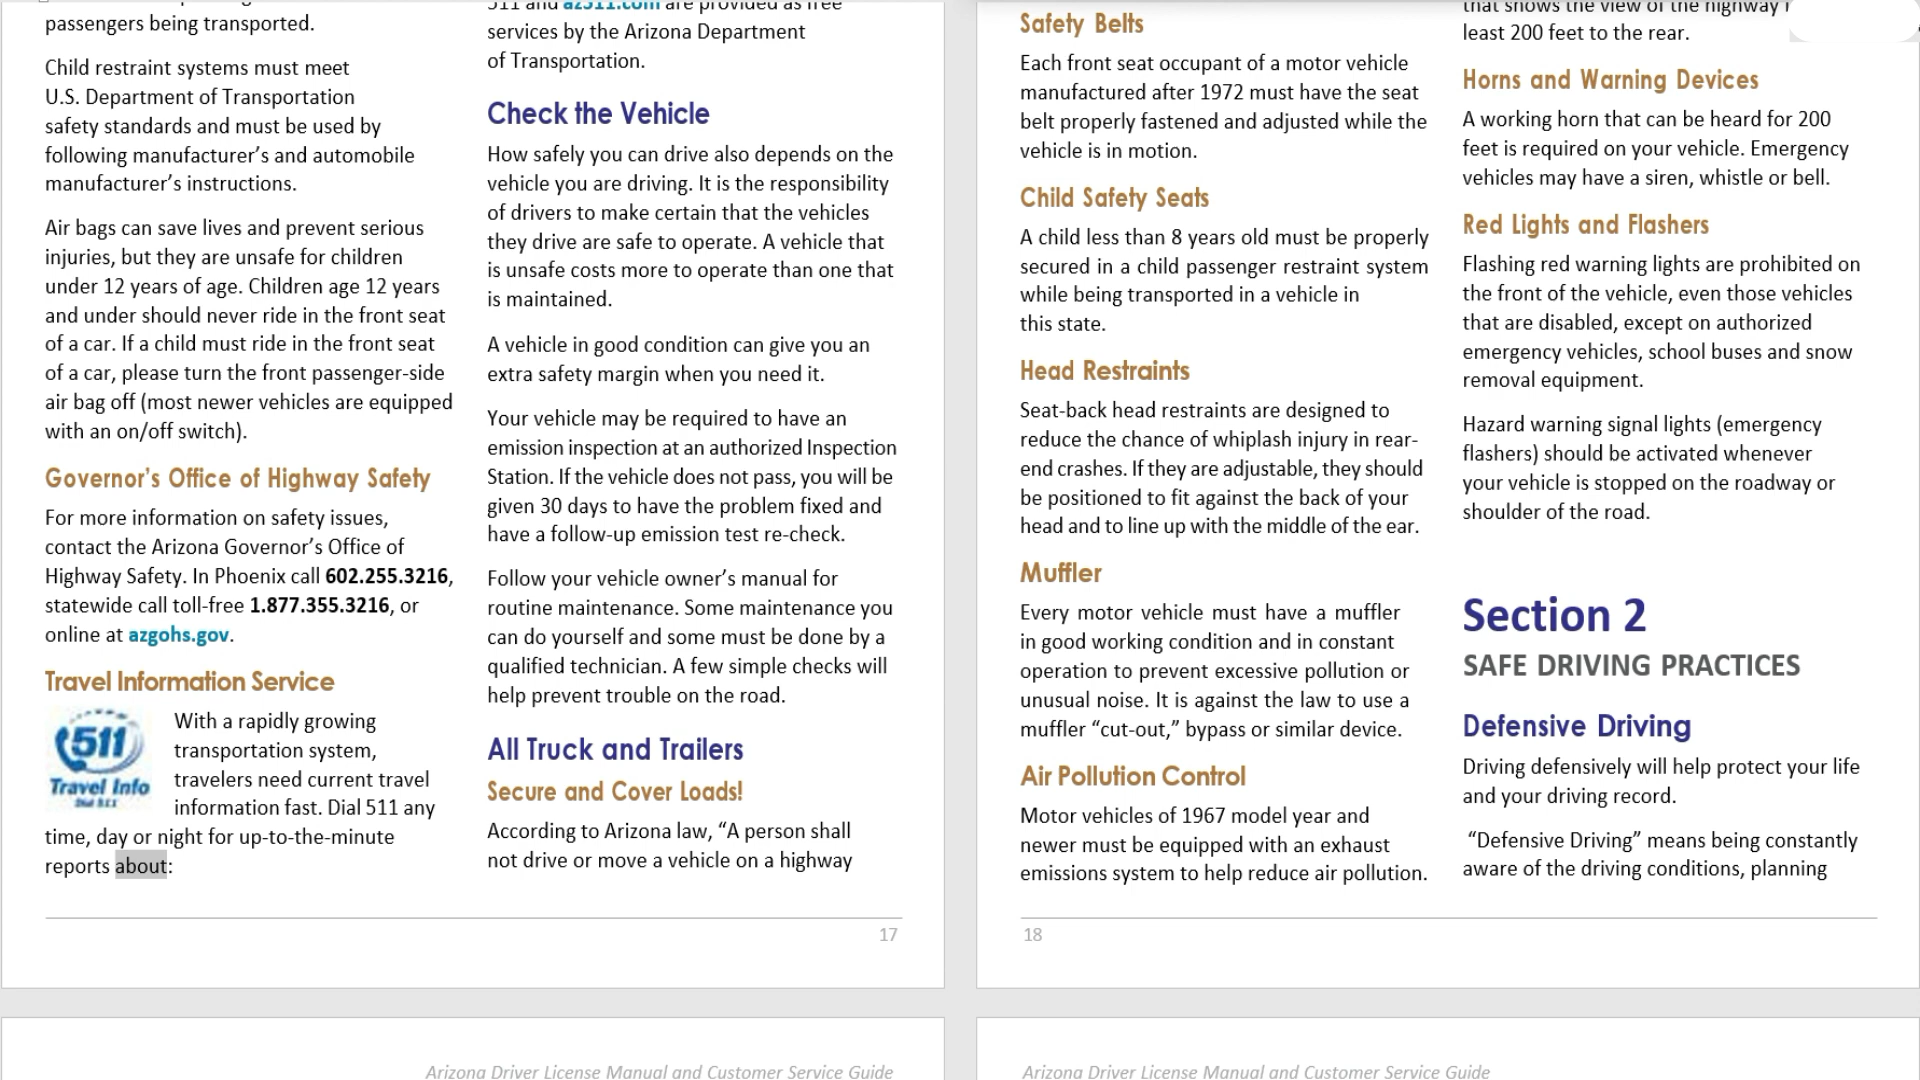 passengers being transported.
Child restraint systems must meet
U.S. Department of Transportation
safety standards and must be used by
following manufacturer’s and automobile
manufacturer’s instructions.
Air bags can save lives and prevent serious
injuries, but they are unsafe for children
under 12 years of age. Children age 12 years
and under should never ride in the front seat
of a car. If a child must ride in the front seat
of a car, please turn the front passenger-side
air bag off (most newer vehicles are equipped
with an on/off switch).
Governor’s Office of Highway Safety
For more information on safety issues,
contact the Arizona Governor’s Office of
Highway Safety. In Phoenix call 602.255.3216,
statewide call toll-free 1.877.355.3216, or
online at azgohs.gov.
Travel Information Service
511
Travel Info
Dial 511
With a rapidly growing
transportation system,
travelers need current travel
information fast. Dial 511 any
time, day or night for up-to-the-minute
reports about:
511 and az511.com are provided as free
services by the Arizona Department
of Transportation.
Check the Vehicle
How safely you can drive also depends on the
vehicle you are driving. It is the responsibility
of drivers to make certain that the vehicles
they drive are safe to operate. A vehicle that
is unsafe costs more to operate than one that
is maintained.
A vehicle in good condition can give you an
extra safety margin when you need it.
Your vehicle may be required to have an
emission inspection at an authorized Inspection
Station. If the vehicle does not pass, you will be
given 30 days to have the problem fixed and
have a follow-up emission test re-check.
Follow your vehicle owner’s manual for
routine maintenance. Some maintenance you
can do yourself and some must be done by a
qualified technician. A few simple checks will
help prevent trouble on the road.
All Truck and Trailers
Secure and Cover Loads!
According to Arizona law, “A person shall
not drive or move a vehicle on a highway
17
Safety Belts
Each front seat occupant of a motor vehicle
manufactured after 1972 must have the seat
belt properly fastened and adjusted while the
vehicle is in motion.
Child Safety Seats
A child less than 8 years old must be properly
secured in a child passenger restraint system
while being transported in a vehicle in
this state.
Head Restraints
Seat-back head restraints are designed to
reduce the chance of whiplash injury in rear-
end crashes. If they are adjustable, they should
be positioned to fit against the back of your
head and to line up with the middle of the ear.
Muffler
Every motor vehicle must have a muffler
in good working condition and in constant
operation to prevent excessive pollution or
unusual noise. It is against the law to use a
muffler “cut-out,” bypass or similar device.
Air Pollution Control
Motor vehicles of 1967 model year and
newer must be equipped with an exhaust
emissions system to help reduce air pollution.
that shows the view of the highway
least 200 feet to the rear.
Horns and Warning Devices
A working horn that can be heard for 200
feet is required on your vehicle. Emergency
vehicles may have a siren, whistle or bell.
Red Lights and Flashers
Flashing red warning lights are prohibited on
the front of the vehicle, even those vehicles
that are disabled, except on authorized
emergency vehicles, school buses and snow
removal equipment.
Hazard warning signal lights (emergency
flashers) should be activated whenever
your vehicle is stopped on the roadway or
shoulder of the road.
Section 2
SAFE DRIVING PRACTICES
Defensive Driving
Driving defensively will help protect your life
and your driving record.
“Defensive Driving” means being constantly
aware of the driving conditions, planning
18
Arizona Driver License Manual and Customer Service Guide
Arizona Driver License Manual and Customer Service Guide